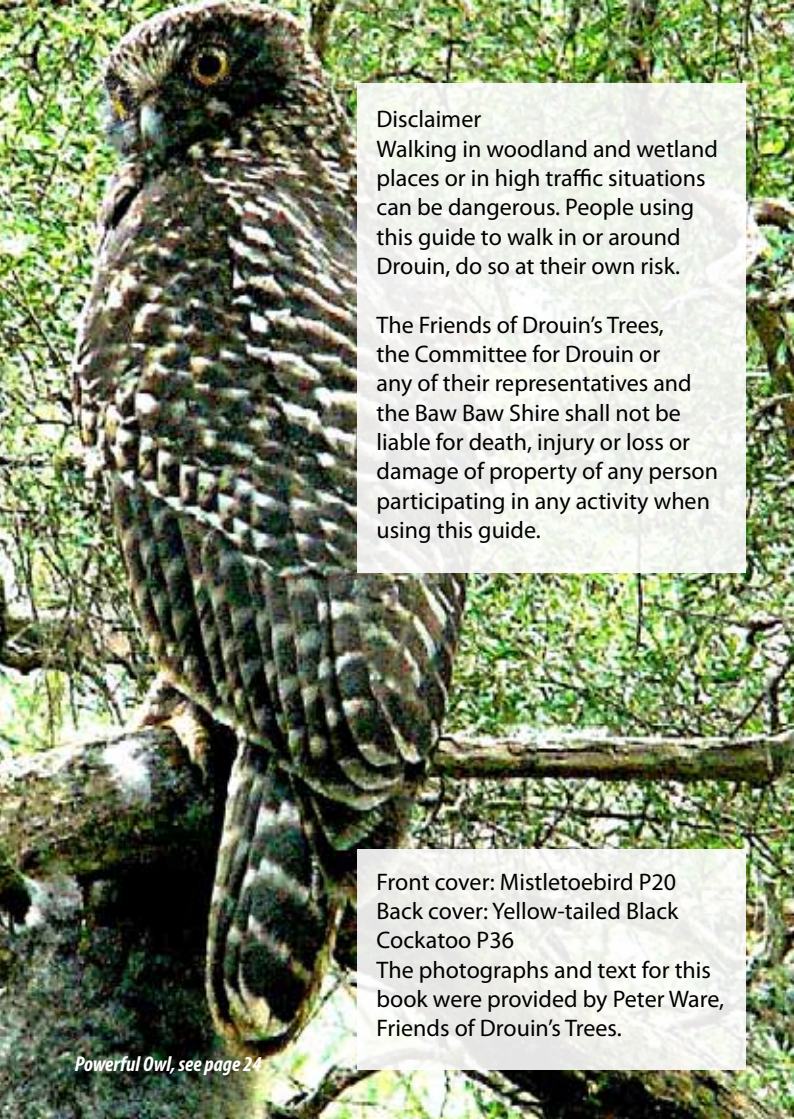 Disclaimer
Walking in woodland and wetland
places or in high traffic situations
can be dangerous. People using
this guide to walk in or around
Drouin, do so at their own risk.
The Friends of Drouin's Trees,
the Committee for Drouin or
any of their representatives and
the Baw Baw Shire shall not be
liable for death, injury or loss or
damage of property of any person
participating in any activity when
using this guide.
Front cover: Mistletoebird P20
Back cover: Yellow-tailed Black
Cockatoo P36
The photographs and text for this
book were provided by Peter Ware,
Friends of Drouin's Trees.
Powerful Owl, see page 24